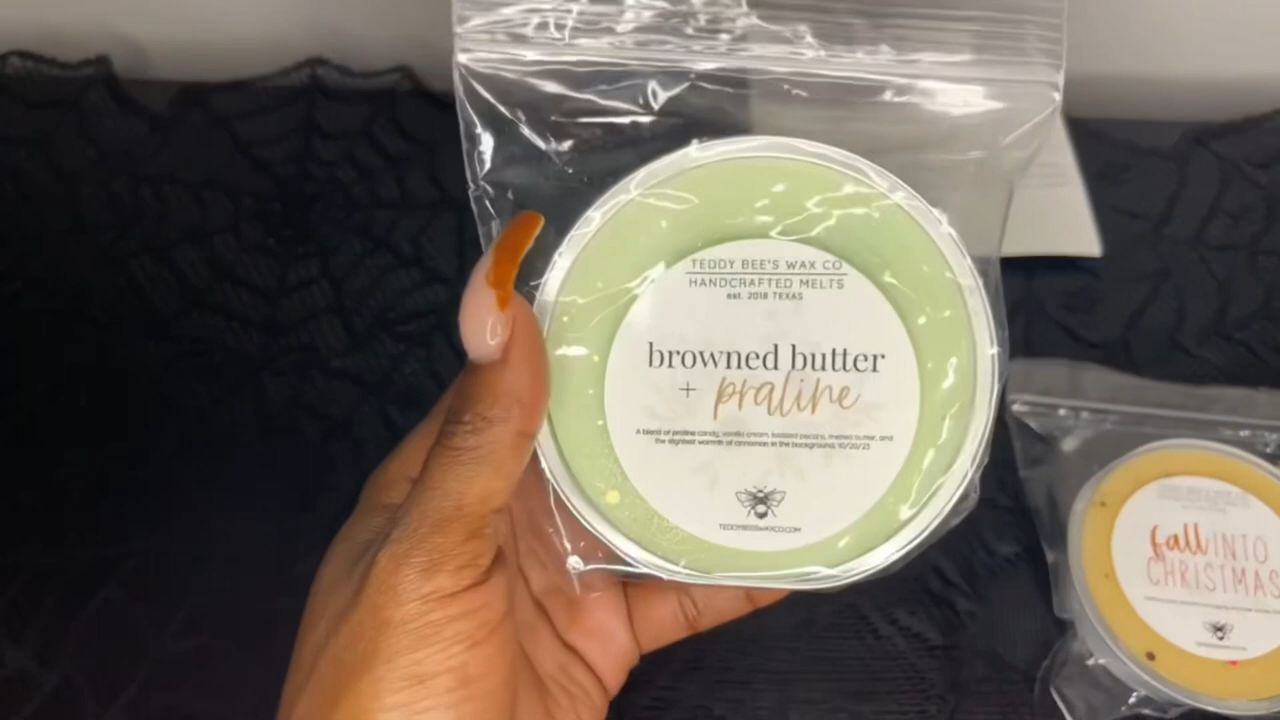 TEDDY BEE'S WAX CO
HANDCRAFTED MELTS
est. 2018 TEXAS
browned butter
+ praline
A blend of praline candy, vanilla cream, toasted pecans, melted butter, and
the slightest warmth of cinnamon in the background. 10/20/23
TEDDYBEESWAXCO.COM
fall INTO
CHRISTMAS